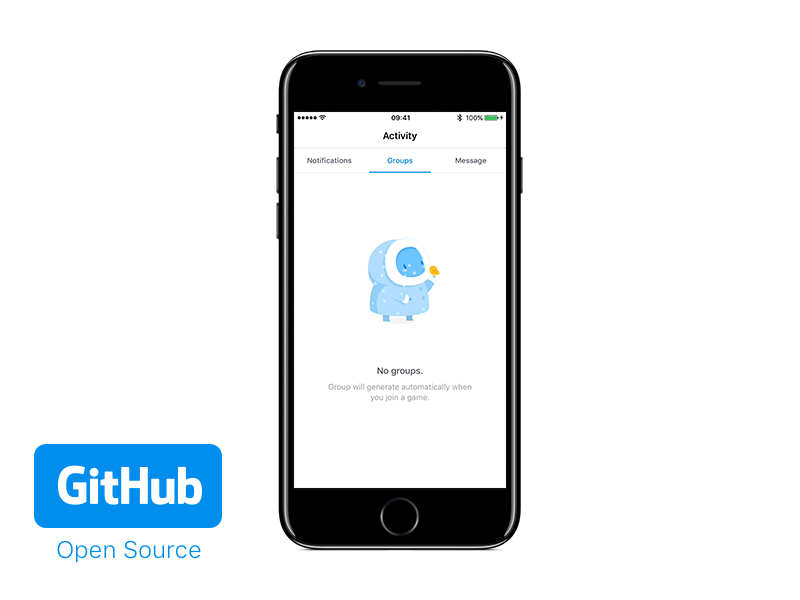 09:41
100%
Activity
Notifications
Groups
Message
No groups.
Group will generate automatically when
you join a game.
GitHub
Open Source